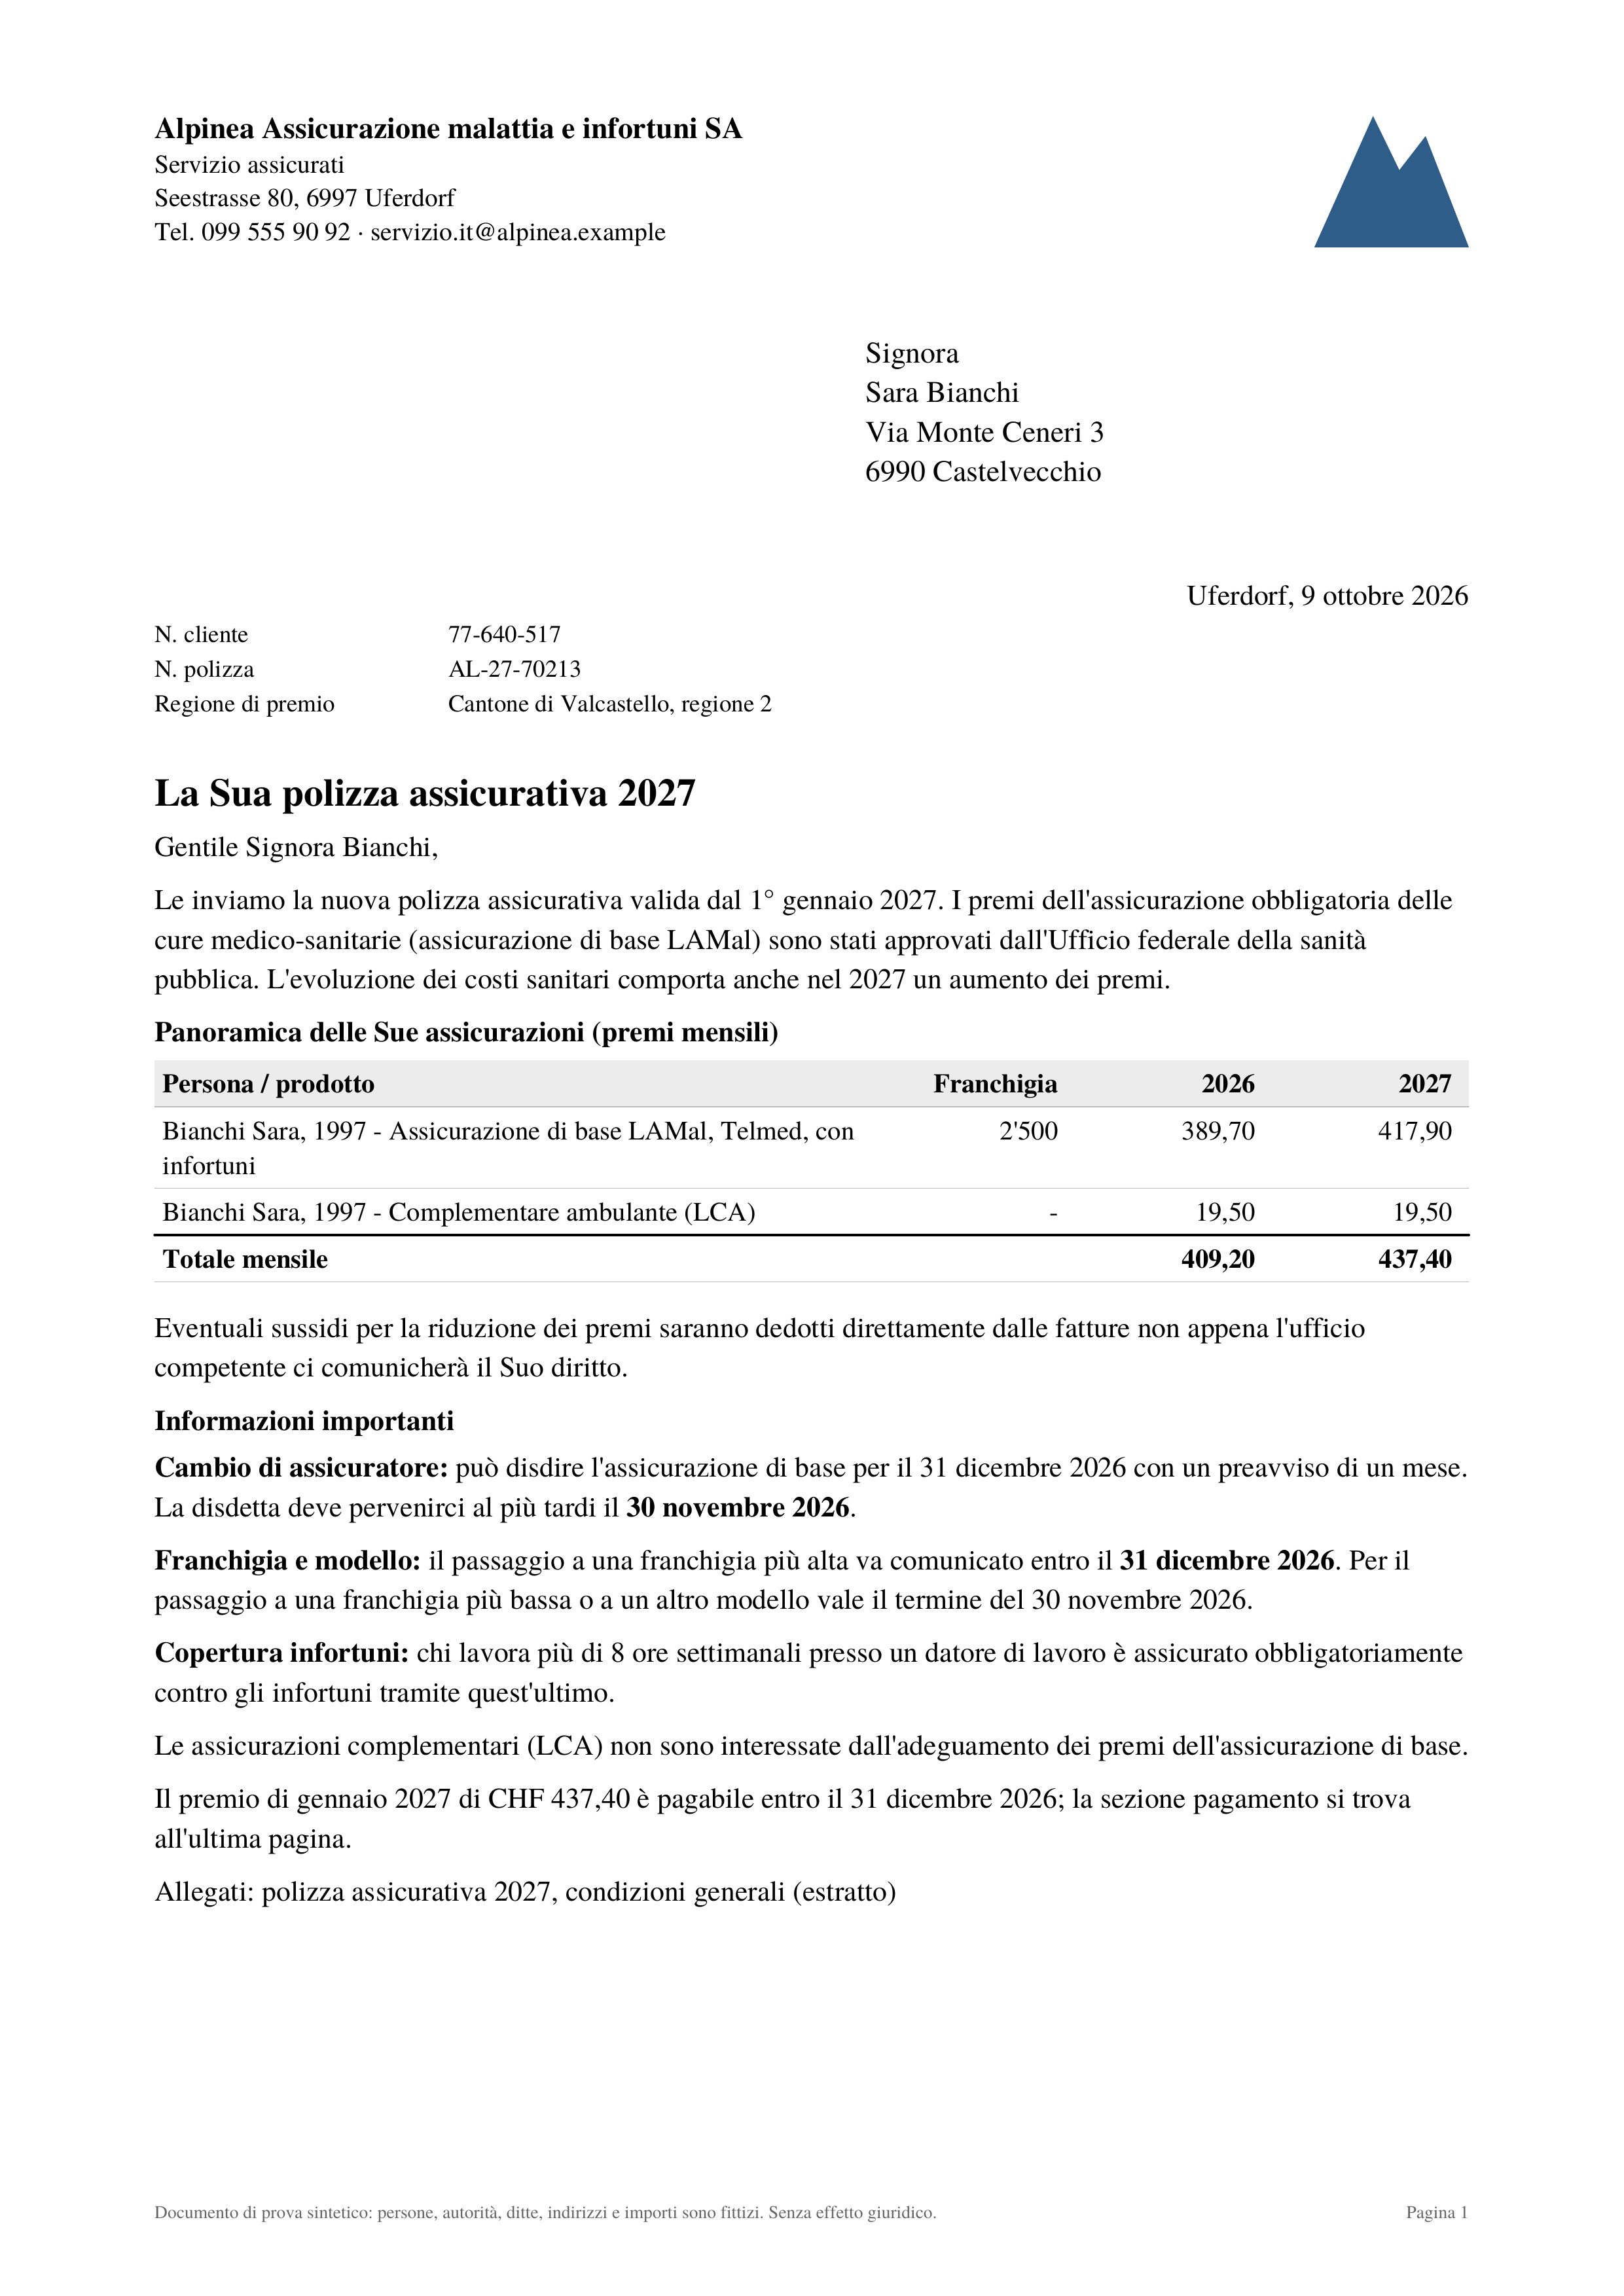 Alpinea Assicurazione malattia e infortuni SA
Servizio assicurati
Seestrasse 80, 6997 Uferdorf
Tel. 099 555 90 92 · servizio.it@alpinea.example
Signora
Sara Bianchi
Via Monte Ceneri 3
6990 Castelvecchio
Uferdorf, 9 ottobre 2026
N. cliente 77-640-517
N. polizza AL-27-70213
Regione di premio Cantone di Valcastello, regione 2
La Sua polizza assicurativa 2027
Gentile Signora Bianchi,
Le inviamo la nuova polizza assicurativa valida dal 1° gennaio 2027. I premi dell'assicurazione obbligatoria delle
cure medico-sanitarie (assicurazione di base LAMal) sono stati approvati dall'Ufficio federale della sanità
pubblica. L'evoluzione dei costi sanitari comporta anche nel 2027 un aumento dei premi.
Panoramica delle Sue assicurazioni (premi mensili)
Persona / prodotto Franchigia 2026 2027
Bianchi Sara, 1997 - Assicurazione di base LAMal, Telmed, con 2'500 389,70 417,90
infortuni
Bianchi Sara, 1997 - Complementare ambulante (LCA) - 19,50 19,50
Totale mensile 409,20 437,40
Eventuali sussidi per la riduzione dei premi saranno dedotti direttamente dalle fatture non appena l'ufficio
competente ci comunicherà il Suo diritto.
Informazioni importanti
Cambio di assicuratore: può disdire l'assicurazione di base per il 31 dicembre 2026 con un preavviso di un mese.
La disdetta deve pervenirci al più tardi il 30 novembre 2026.
Franchigia e modello: il passaggio a una franchigia più alta va comunicato entro il 31 dicembre 2026. Per il
passaggio a una franchigia più bassa o a un altro modello vale il termine del 30 novembre 2026.
Copertura infortuni: chi lavora più di 8 ore settimanali presso un datore di lavoro è assicurato obbligatoriamente
contro gli infortuni tramite quest'ultimo.
Le assicurazioni complementari (LCA) non sono interessate dall'adeguamento dei premi dell'assicurazione di base.
Il premio di gennaio 2027 di CHF 437,40 è pagabile entro il 31 dicembre 2026; la sezione pagamento si trova
all'ultima pagina.
Allegati: polizza assicurativa 2027, condizioni generali (estratto)
Documento di prova sintetico: persone, autorità, ditte, indirizzi e importi sono fittizi. Senza effetto giuridico. Pagina 1